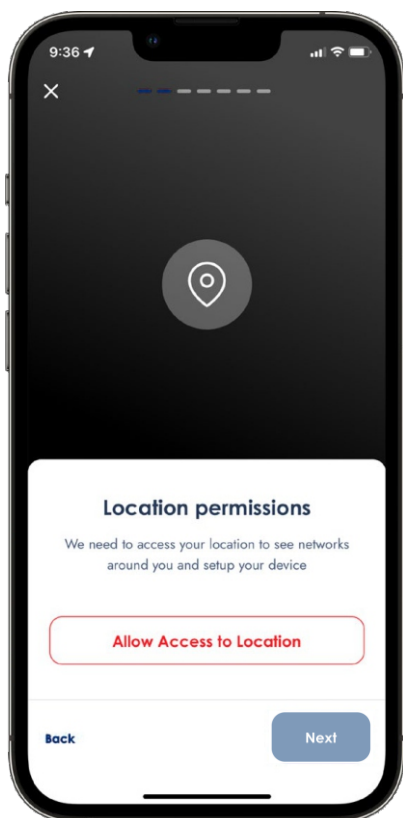 9:36
Location permissions
We need to access your location to see networks
around you and setup your device
Allow Access to Location
Back
Next